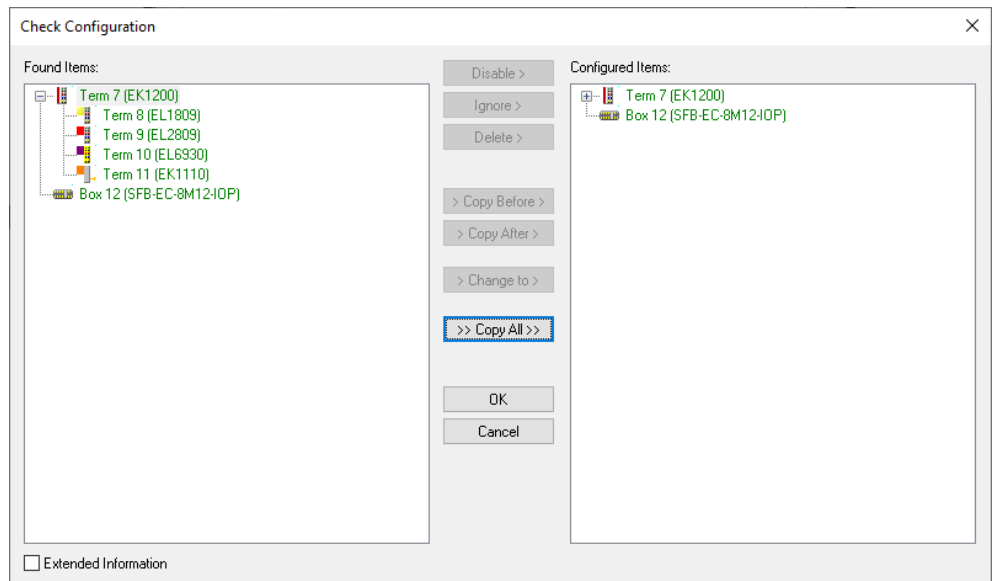 Check Configuration
Found Items:
Term 7 (EK1200)
Term 8 (EL1809)
Term 9 (EL2809)
Term 10 (EL6930)
Term 11 (EK1110)
Box 12 (SFB-EC-8M12-IOP)
Disable >
Ignore >
Delete >
> Copy Before >
> Copy After >
> Change to >
>> Copy All >>
OK
Cancel
Configured Items:
Term 7 (EK1200)
Box 12 (SFB-EC-8M12-IOP)
Extended Information